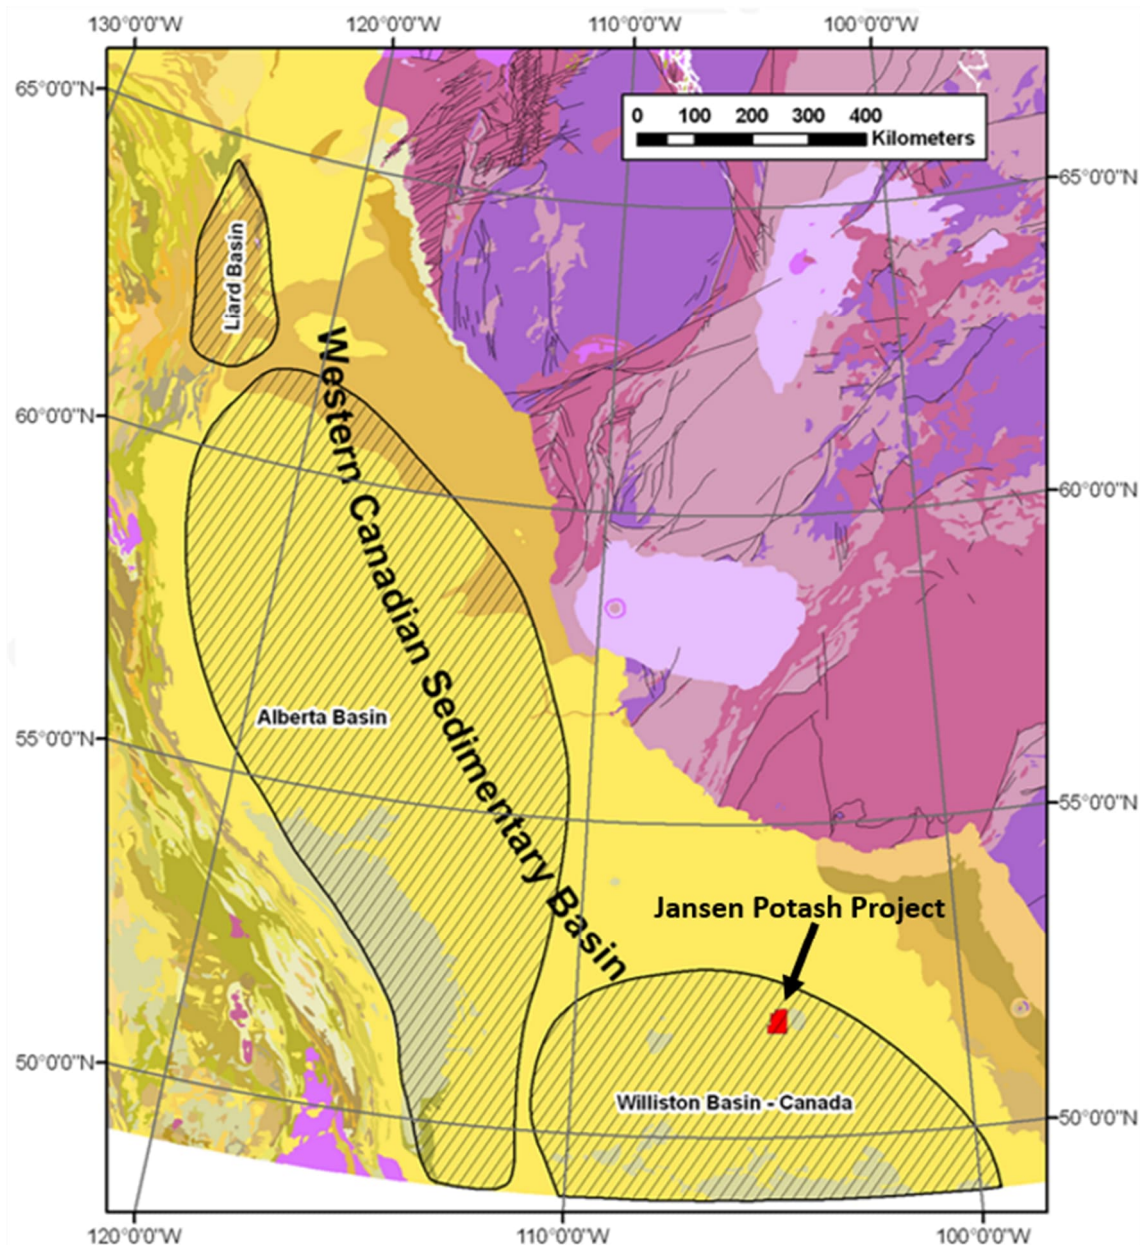 130°0'0"W 120°0'0"W 110°0'0"W 100°0'0"W
65°0'0"N
0 100 200 300 400
Kilometers
65°0'0"N
Liard Basin
Western Canadian Sedimentary Basin
60°0'0"N
60°0'0"N
Alberta Basin
55°0'0"N
55°0'0"N
Jansen Potash Project
50°0'0"N
Williston Basin - Canada
50°0'0"N
120°0'0"W 110°0'0"W 100°0'0"W